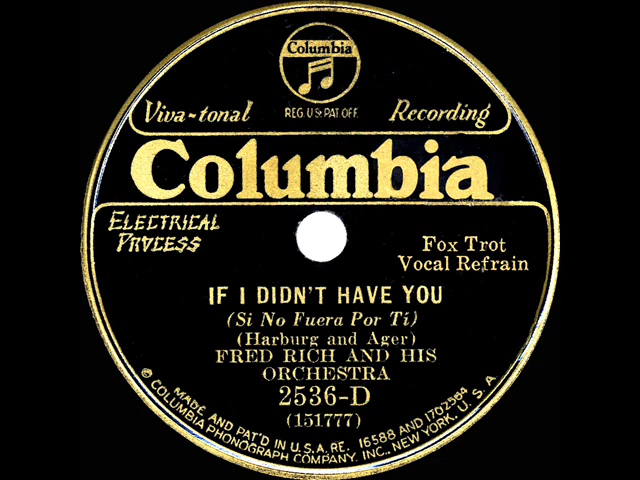 Columbia
REG. U.S. PAT. OFF.
Viva-tonal Recording
Columbia
ELECTRICAL
PROCESS
Fox Trot
Vocal Refrain
IF I DIDN'T HAVE YOU
(Si No Fuera Por Ti)
(Harburg and Ager)
FRED RICH AND HIS
ORCHESTRA
2536-D
(151777)
MADE AND PAT'D IN U.S.A. RE. 16588 AND 1702564
© COLUMBIA PHONOGRAPH COMPANY, INC., NEW YORK, U.S.A.